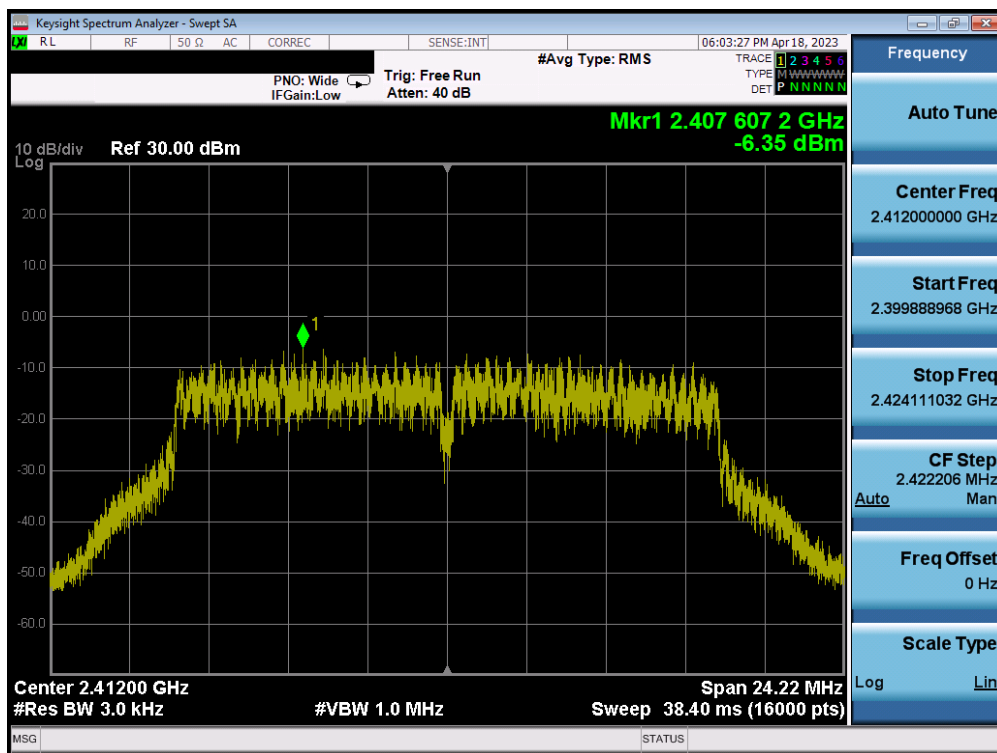 Keysight Spectrum Analyzer - Swept SA
LXI RL RF 50 Ω AC CORREC SENSE:INT 06:03:27 PM Apr 18, 2023
Frequency
#Avg Type: RMS
TRACE 1 2 3 4 5 6
PNO: Wide Trig: Free Run
TYPE M W W W W W
IFGain:Low Atten: 40 dB
DET P N N N N N
Auto Tune
Mkr1 2.407 607 2 GHz
-6.35 dBm
10 dB/div Ref 30.00 dBm
Log
20.0
10.0
0.00
-10.0
-20.0
-30.0
-40.0
-50.0
-60.0
1
Center Freq
2.412000000 GHz
Start Freq
2.399888968 GHz
Stop Freq
2.424111032 GHz
CF Step
2.422206 MHz
Auto Man
Freq Offset
0 Hz
Scale Type
Log Lin
Center 2.41200 GHz Span 24.22 MHz
#Res BW 3.0 kHz #VBW 1.0 MHz Sweep 38.40 ms (16000 pts)
MSG STATUS